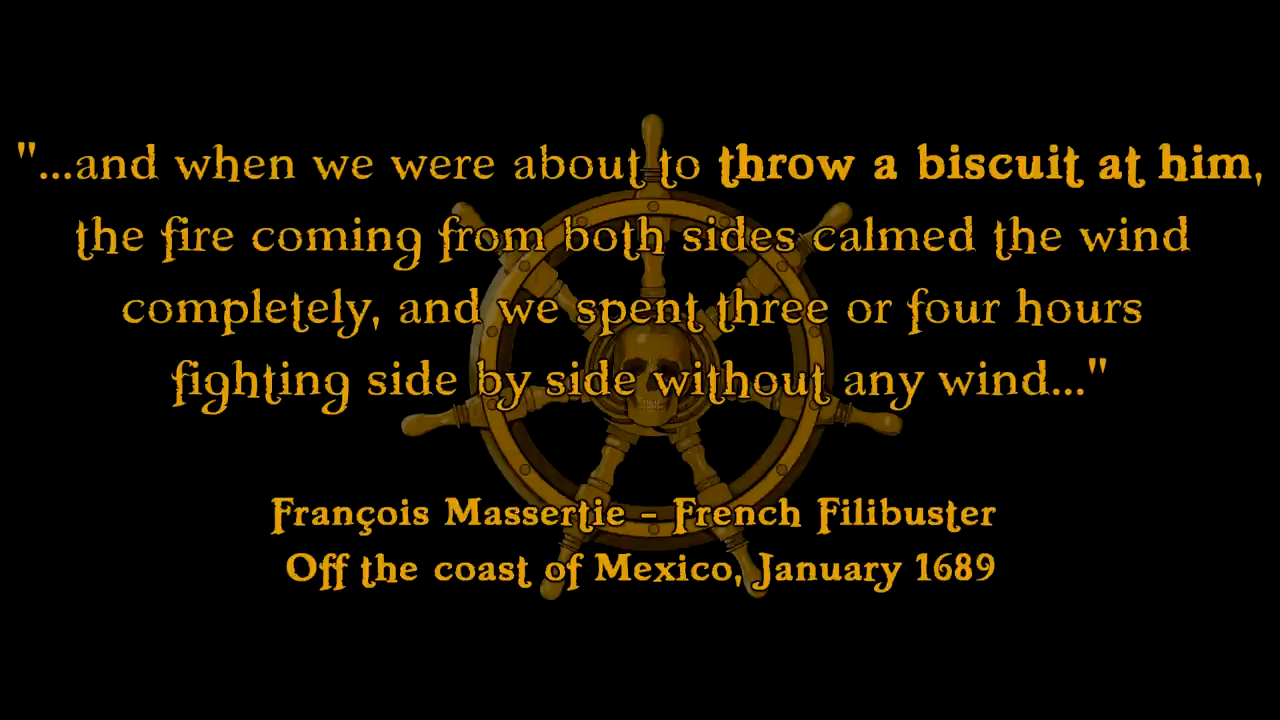 "...and when we were about to throw a biscuit at him,
the fire coming from both sides calmed the wind
completely, and we spent three or four hours
fighting side by side without any wind..."
François Massertie - French Filibuster
Off the coast of Mexico, January 1689